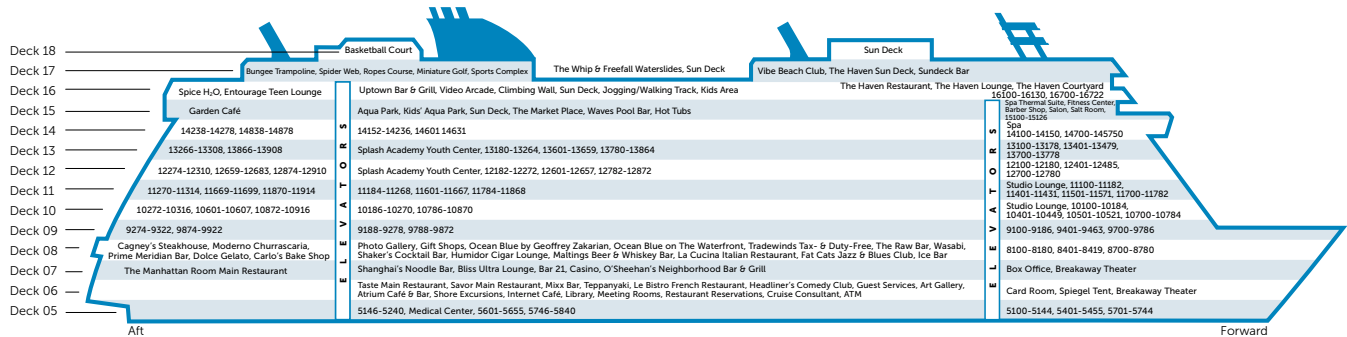 Deck 18
Basketball Court
Sun Deck
Deck 17
Bungee Trampoline, Spider Web, Ropes Course, Miniature Golf, Sports Complex
The Whip & Freefall Waterslides, Sun Deck
Vibe Beach Club, The Haven Sun Deck, Sundeck Bar
Deck 16
Spice H₂O, Entourage Teen Lounge
Uptown Bar & Grill, Video Arcade, Climbing Wall, Sun Deck, Jogging/Walking Track, Kids Area
The Haven Restaurant, The Haven Lounge, The Haven Courtyard
16100-16130, 16700-16722
Deck 15
Garden Café
Aqua Park, Kids' Aqua Park, Sun Deck, The Market Place, Waves Pool Bar, Hot Tubs
Spa Thermal Suite, Fitness Center,
Barber Shop, Salon, Salt Room,
15100-15126
Deck 14
14238-14278, 14838-14878
14152-14236, 14601 14631
Spa
14100-14150, 14700-145750
Deck 13
13266-13308, 13866-13908
Splash Academy Youth Center, 13180-13264, 13601-13659, 13780-13864
13100-13178, 13401-13479,
13700-13778
Deck 12
12274-12310, 12659-12683, 12874-12910
Splash Academy Youth Center, 12182-12272, 12601-12657, 12782-12872
12100-12180, 12401-12485,
12700-12780
Deck 11
11270-11314, 11669-11699, 11870-11914
11184-11268, 11601-11667, 11784-11868
Studio Lounge, 11100-11182,
11401-11431, 11501-11571, 11700-11782
Deck 10
10272-10316, 10601-10607, 10872-10916
10186-10270, 10786-10870
Studio Lounge, 10100-10184,
10401-10449, 10501-10521, 10700-10784
Deck 09
9274-9322, 9874-9922
9188-9278, 9788-9872
9100-9186, 9401-9463, 9700-9786
Deck 08
Cagney's Steakhouse, Moderno Churrascaria,
Prime Meridian Bar, Dolce Gelato, Carlo's Bake Shop
Photo Gallery, Gift Shops, Ocean Blue by Geoffrey Zakarian, Ocean Blue on The Waterfront, Tradewinds Tax- & Duty-Free, The Raw Bar, Wasabi,
Shaker's Cocktail Bar, Humidor Cigar Lounge, Maltings Beer & Whiskey Bar, La Cucina Italian Restaurant, Fat Cats Jazz & Blues Club, Ice Bar
8100-8180, 8401-8419, 8700-8780
Deck 07
The Manhattan Room Main Restaurant
Shanghai's Noodle Bar, Bliss Ultra Lounge, Bar 21, Casino, O'Sheehan's Neighborhood Bar & Grill
Box Office, Breakaway Theater
Deck 06
Taste Main Restaurant, Savor Main Restaurant, Mixx Bar, Teppanyaki, Le Bistro French Restaurant, Headliner's Comedy Club, Guest Services, Art Gallery,
Atrium Café & Bar, Shore Excursions, Internet Café, Library, Meeting Rooms, Restaurant Reservations, Cruise Consultant, ATM
Card Room, Spiegel Tent, Breakaway Theater
Deck 05
5146-5240, Medical Center, 5601-5655, 5746-5840
5100-5144, 5401-5455, 5701-5744
ELEVATORS
ELEVATORS
Aft
Forward